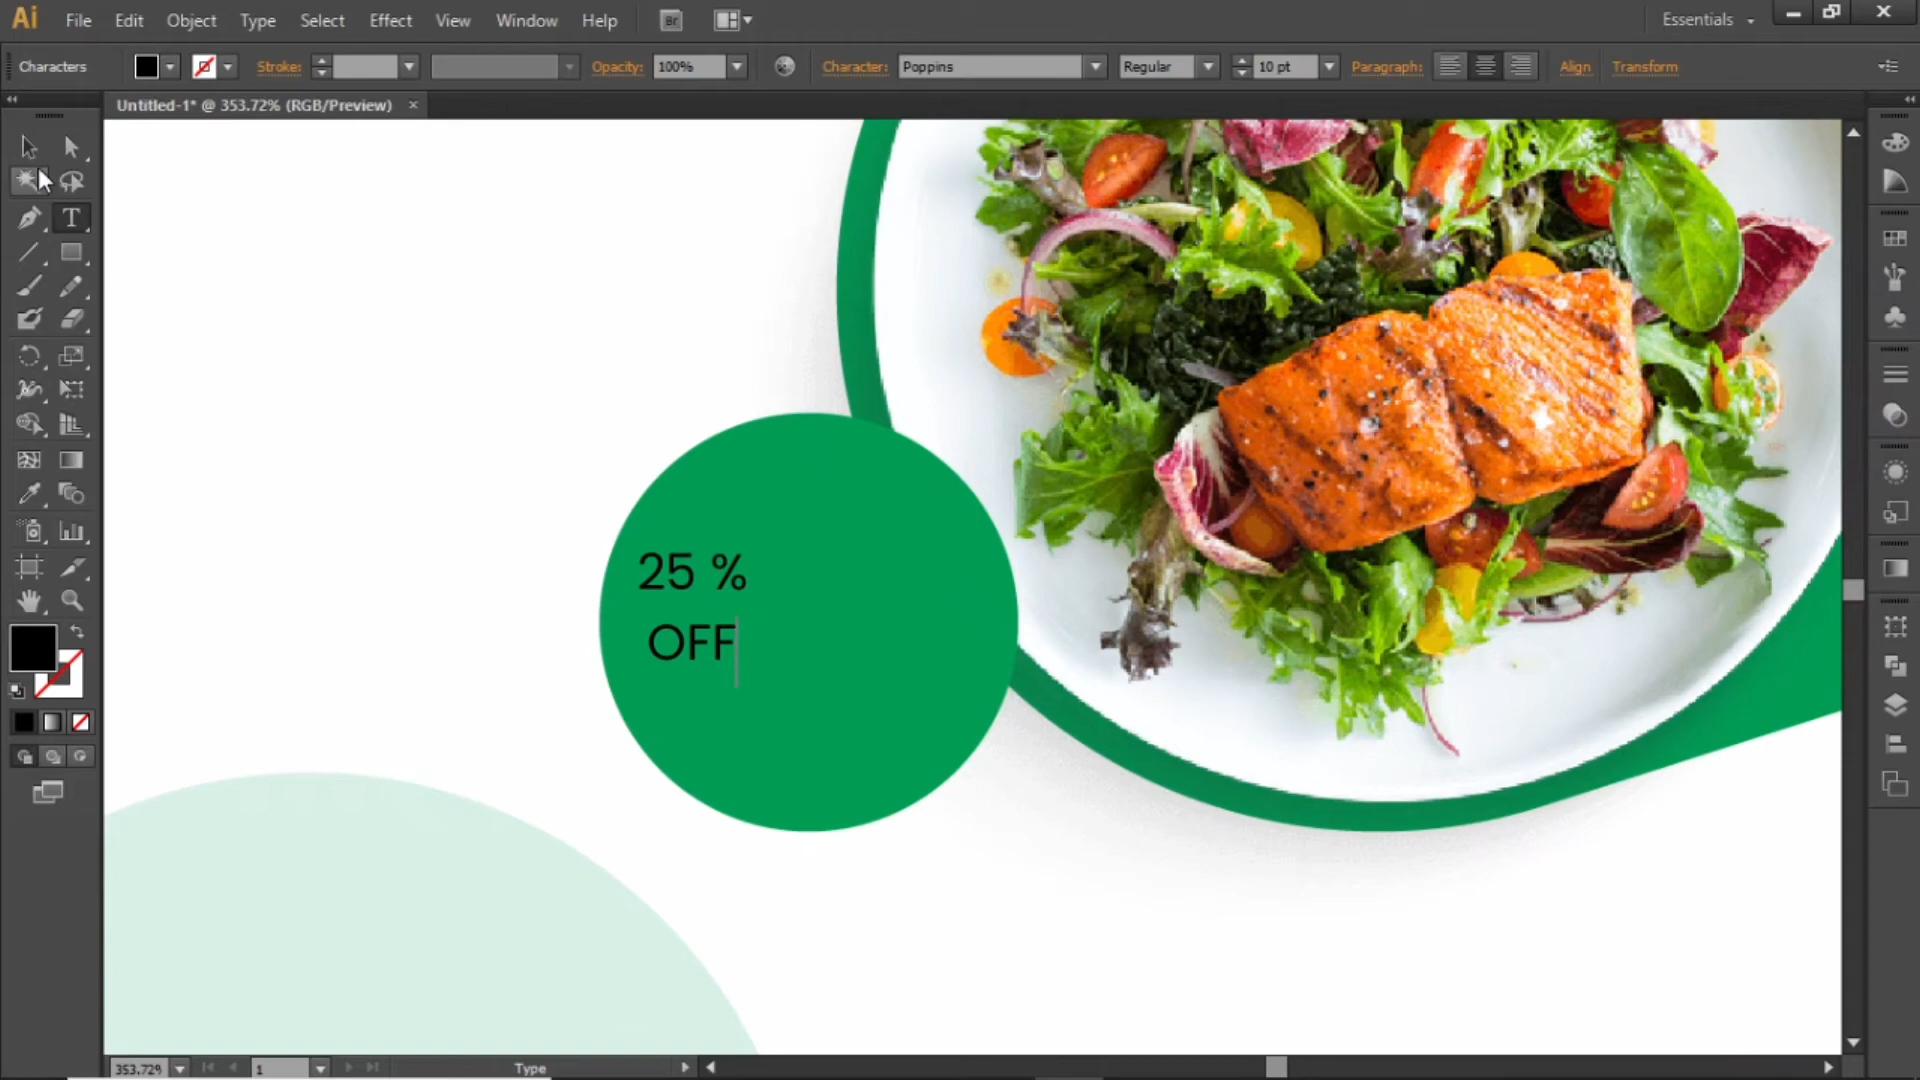 Ai File Edit Object Type Select Effect View Window Help Br Essentials
Characters Stroke: Opacity: 100% Character: Poppins Regular 10 pt Paragraph: Align Transform
Untitled-1* @ 353.72% (RGB/Preview) ×
T
25 %
OFF
353.72% 1 Type